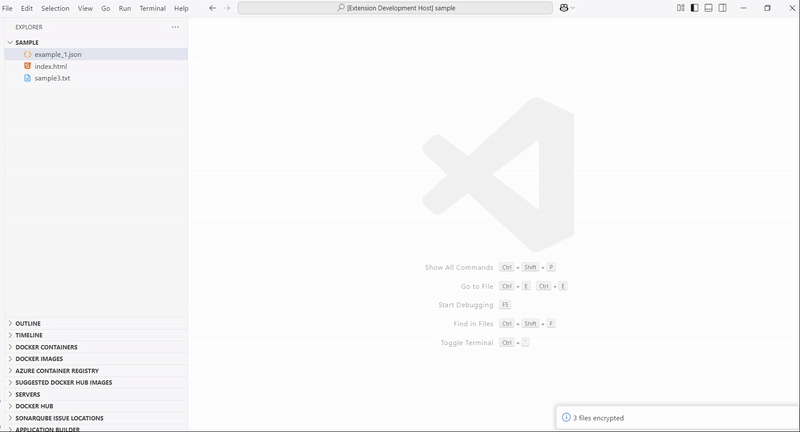 File Edit Selection View Go Run Terminal Help
[Extension Development Host] sample
EXPLORER
SAMPLE
example_1.json
index.html
sample3.txt
Show All Commands Ctrl + Shift + P
Go to File Ctrl + E Ctrl + E
Start Debugging F5
Find in Files Ctrl + Shift + F
Toggle Terminal Ctrl + `
OUTLINE
TIMELINE
DOCKER CONTAINERS
DOCKER IMAGES
AZURE CONTAINER REGISTRY
SUGGESTED DOCKER HUB IMAGES
SERVERS
DOCKER HUB
SONARQUBE ISSUE LOCATIONS
APPLICATION BUILDER
3 files encrypted